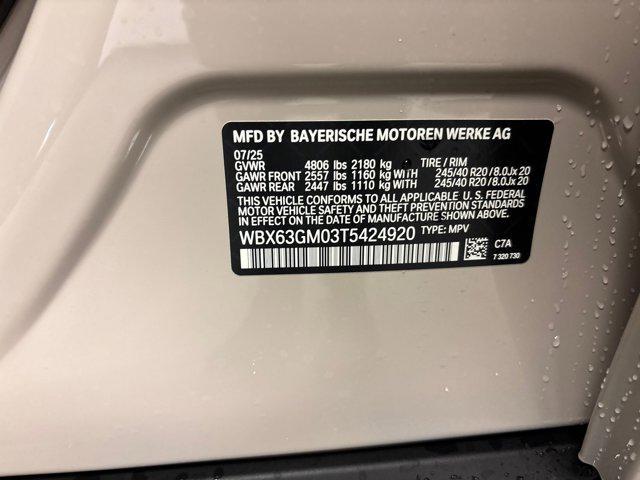 MFD BY BAYERISCHE MOTOREN WERKE AG
07/25
GVWR 4806 lbs 2180 kg TIRE / RIM
GAWR FRONT 2557 lbs 1160 kg WITH 245/40 R20 / 8.0Jx 20
GAWR REAR 2447 lbs 1110 kg WITH 245/40 R20 / 8.0Jx 20
THIS VEHICLE CONFORMS TO ALL APPLICABLE U. S. FEDERAL
MOTOR VEHICLE SAFETY AND THEFT PREVENTION STANDARDS
IN EFFECT ON THE DATE OF MANUFACTURE SHOWN ABOVE.
WBX63GM03T5424920 TYPE: MPV
C7A
7 320 730